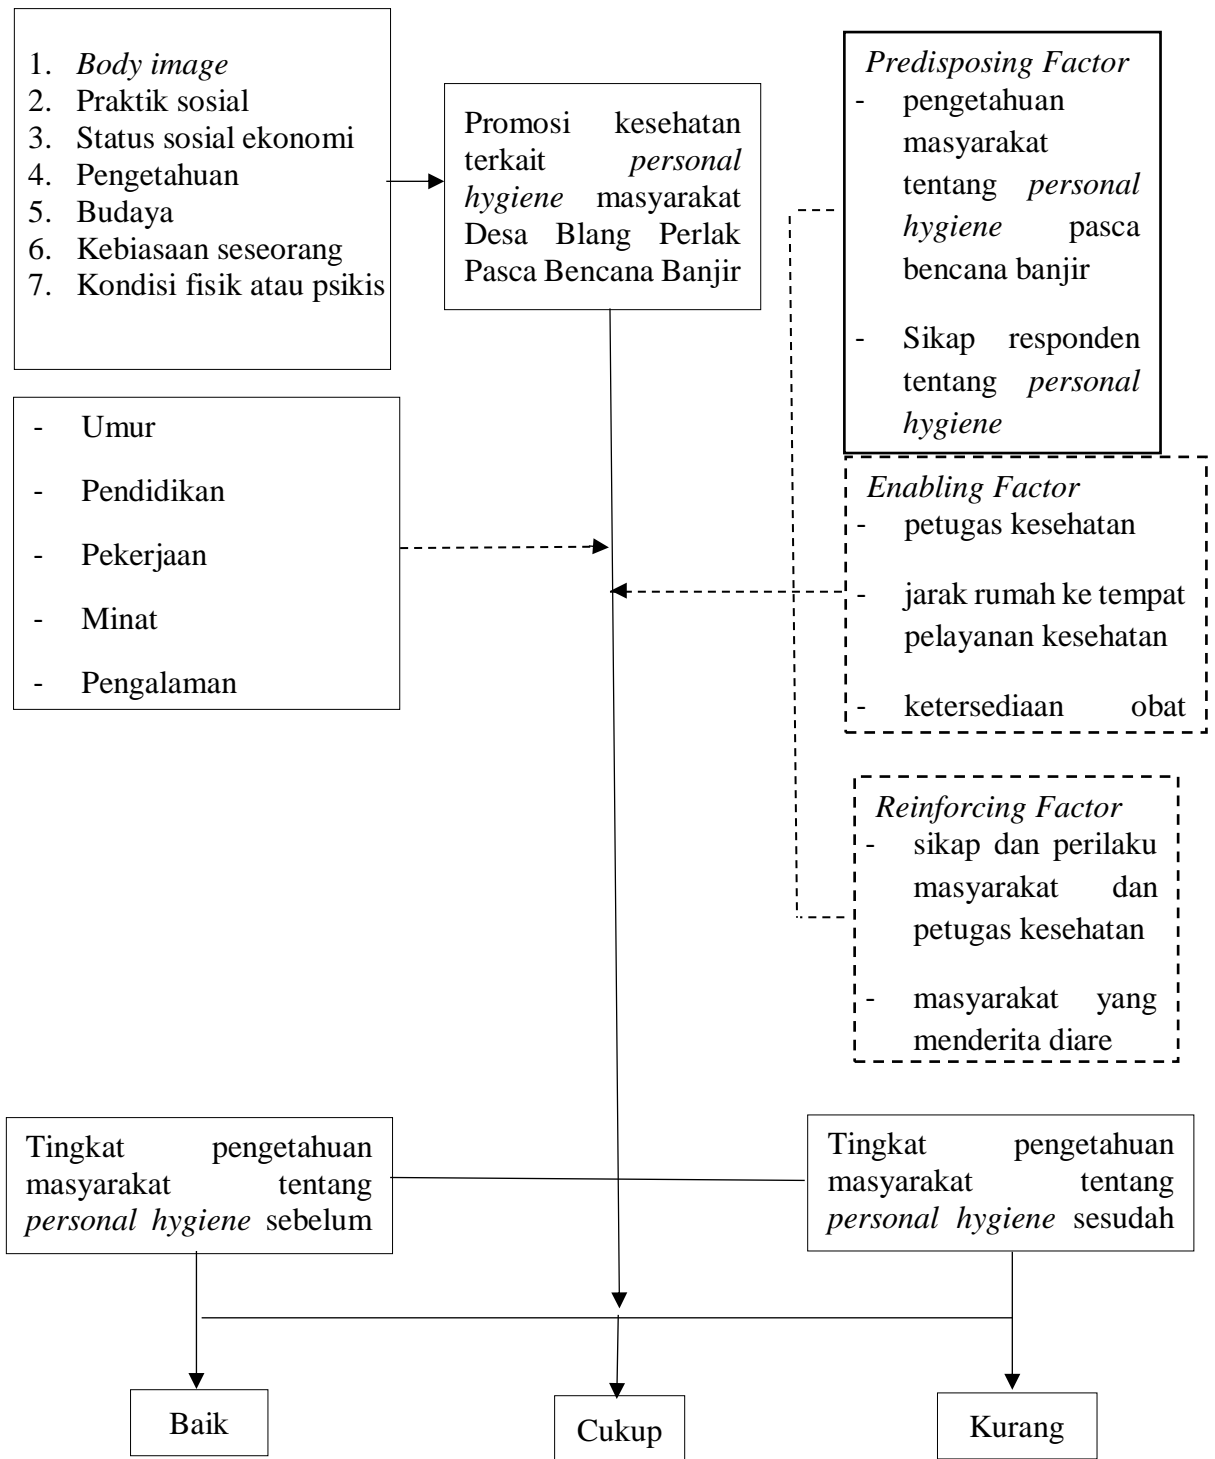 1. Body image
2. Praktik sosial
3. Status sosial ekonomi
4. Pengetahuan
5. Budaya
6. Kebiasaan seseorang
7. Kondisi fisik atau psikis
Promosi kesehatan
terkait personal
hygiene masyarakat
Desa Blang Perlak
Pasca Bencana Banjir
Predisposing Factor
- pengetahuan
masyarakat
tentang personal
hygiene pasca
bencana banjir
- Sikap responden
tentang personal
hygiene
- Umur
- Pendidikan
- Pekerjaan
- Minat
- Pengalaman
Enabling Factor
- petugas kesehatan
- jarak rumah ke tempat
pelayanan kesehatan
- ketersediaan obat
Reinforcing Factor
- sikap dan perilaku
masyarakat dan
petugas kesehatan
- masyarakat yang
menderita diare
Tingkat pengetahuan
masyarakat tentang
personal hygiene sebelum
Tingkat pengetahuan
masyarakat tentang
personal hygiene sesudah
Baik
Cukup
Kurang